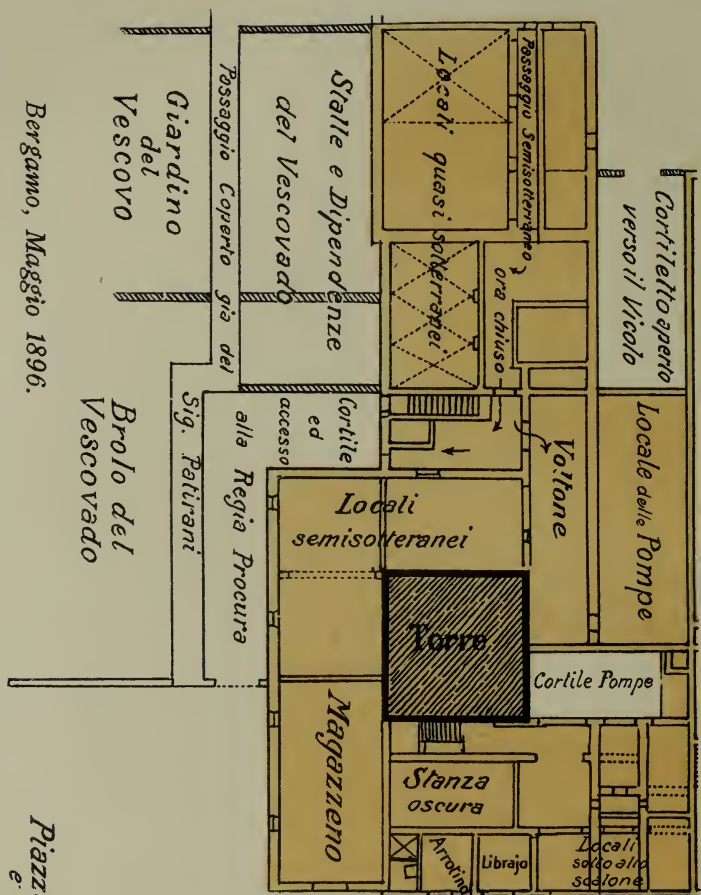 Cortiletto aperto
verso il Vicolo
Passaggio Semisotterraneo
ora chiuso
Locali quasi sotterranei
Stalle e Dipendenze
del Vescovado
Passaggio Coperto già del
Sig. Patirani
Giardino
del
Vescovo
Bergamo, Maggio 1896.
Locale delle Pompe
Voltone
Cortile
ed
accesso
alla Regia Procura
Brolo del
Vescovado
Locali
semisotteranei
Torre
Cortile Pompe
Magazzeno
Stanza
oscura
Arrotino
Librajo
Locali
sotto allo
scalone
Piazz
e